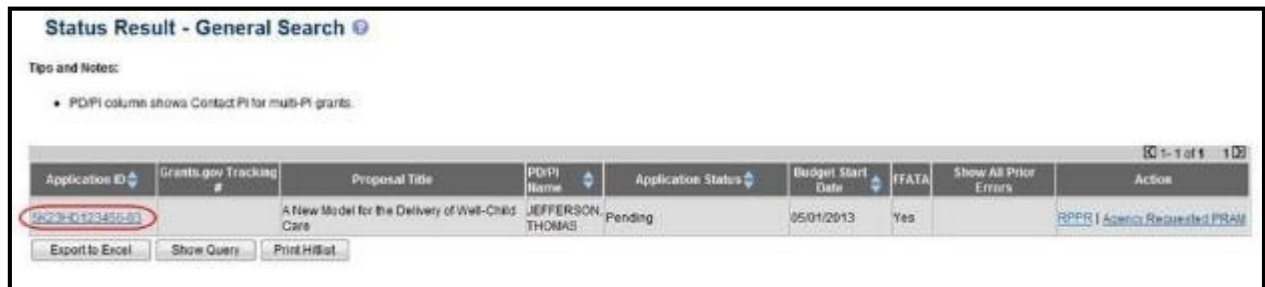 Status Result - General Search
Tips and Notes:
• PD/PI column shows Contact PI for multi-PI grants.
1- 1 of 1 1
Application ID Grants.gov Tracking # Proposal Title PD/PI Name Application Status Budget Start Date FFATA Show All Prior Errors Action
5K23HD123456-03 A New Model for the Delivery of Well-Child Care JEFFERSON, THOMAS Pending 05/01/2013 Yes RPPR | Agency Requested PRAM
Export to Excel Show Query Print Hitlist